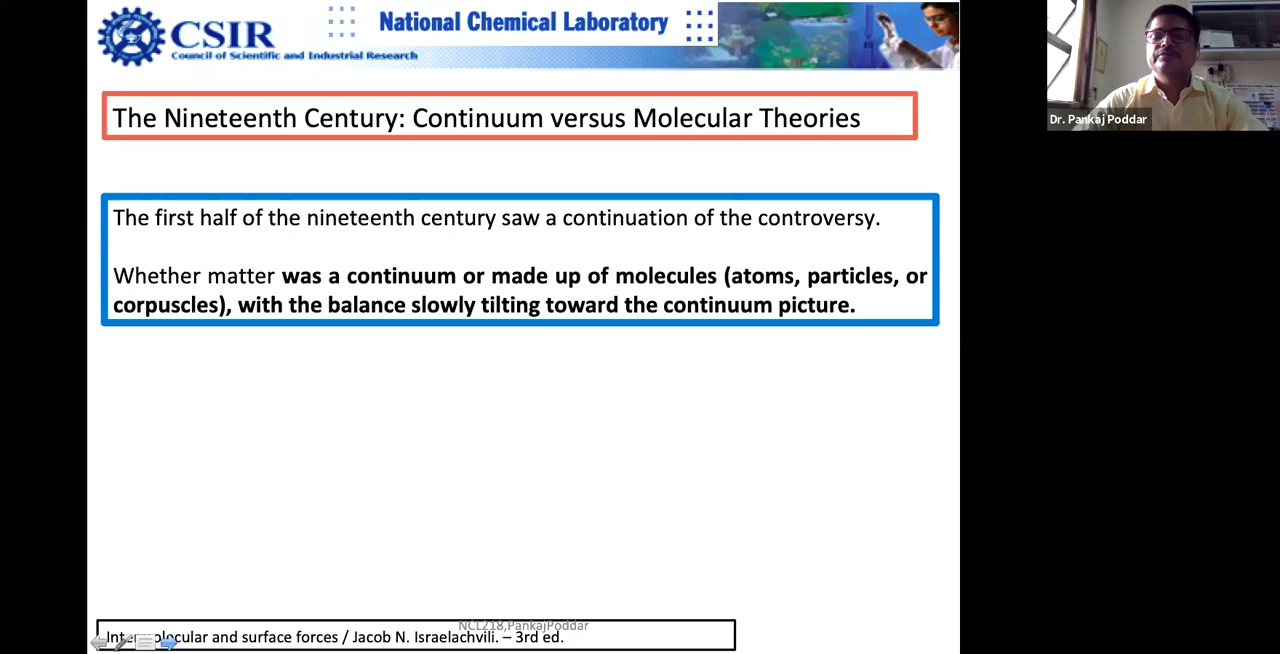 CSIR
Council of Scientific and Industrial Research
National Chemical Laboratory
Dr. Pankaj Poddar
The Nineteenth Century: Continuum versus Molecular Theories
The first half of the nineteenth century saw a continuation of the controversy.
Whether matter was a continuum or made up of molecules (atoms, particles, or
corpuscles), with the balance slowly tilting toward the continuum picture.
NCL218,PankajPoddar
Intermolecular and surface forces / Jacob N. Israelachvili. – 3rd ed.